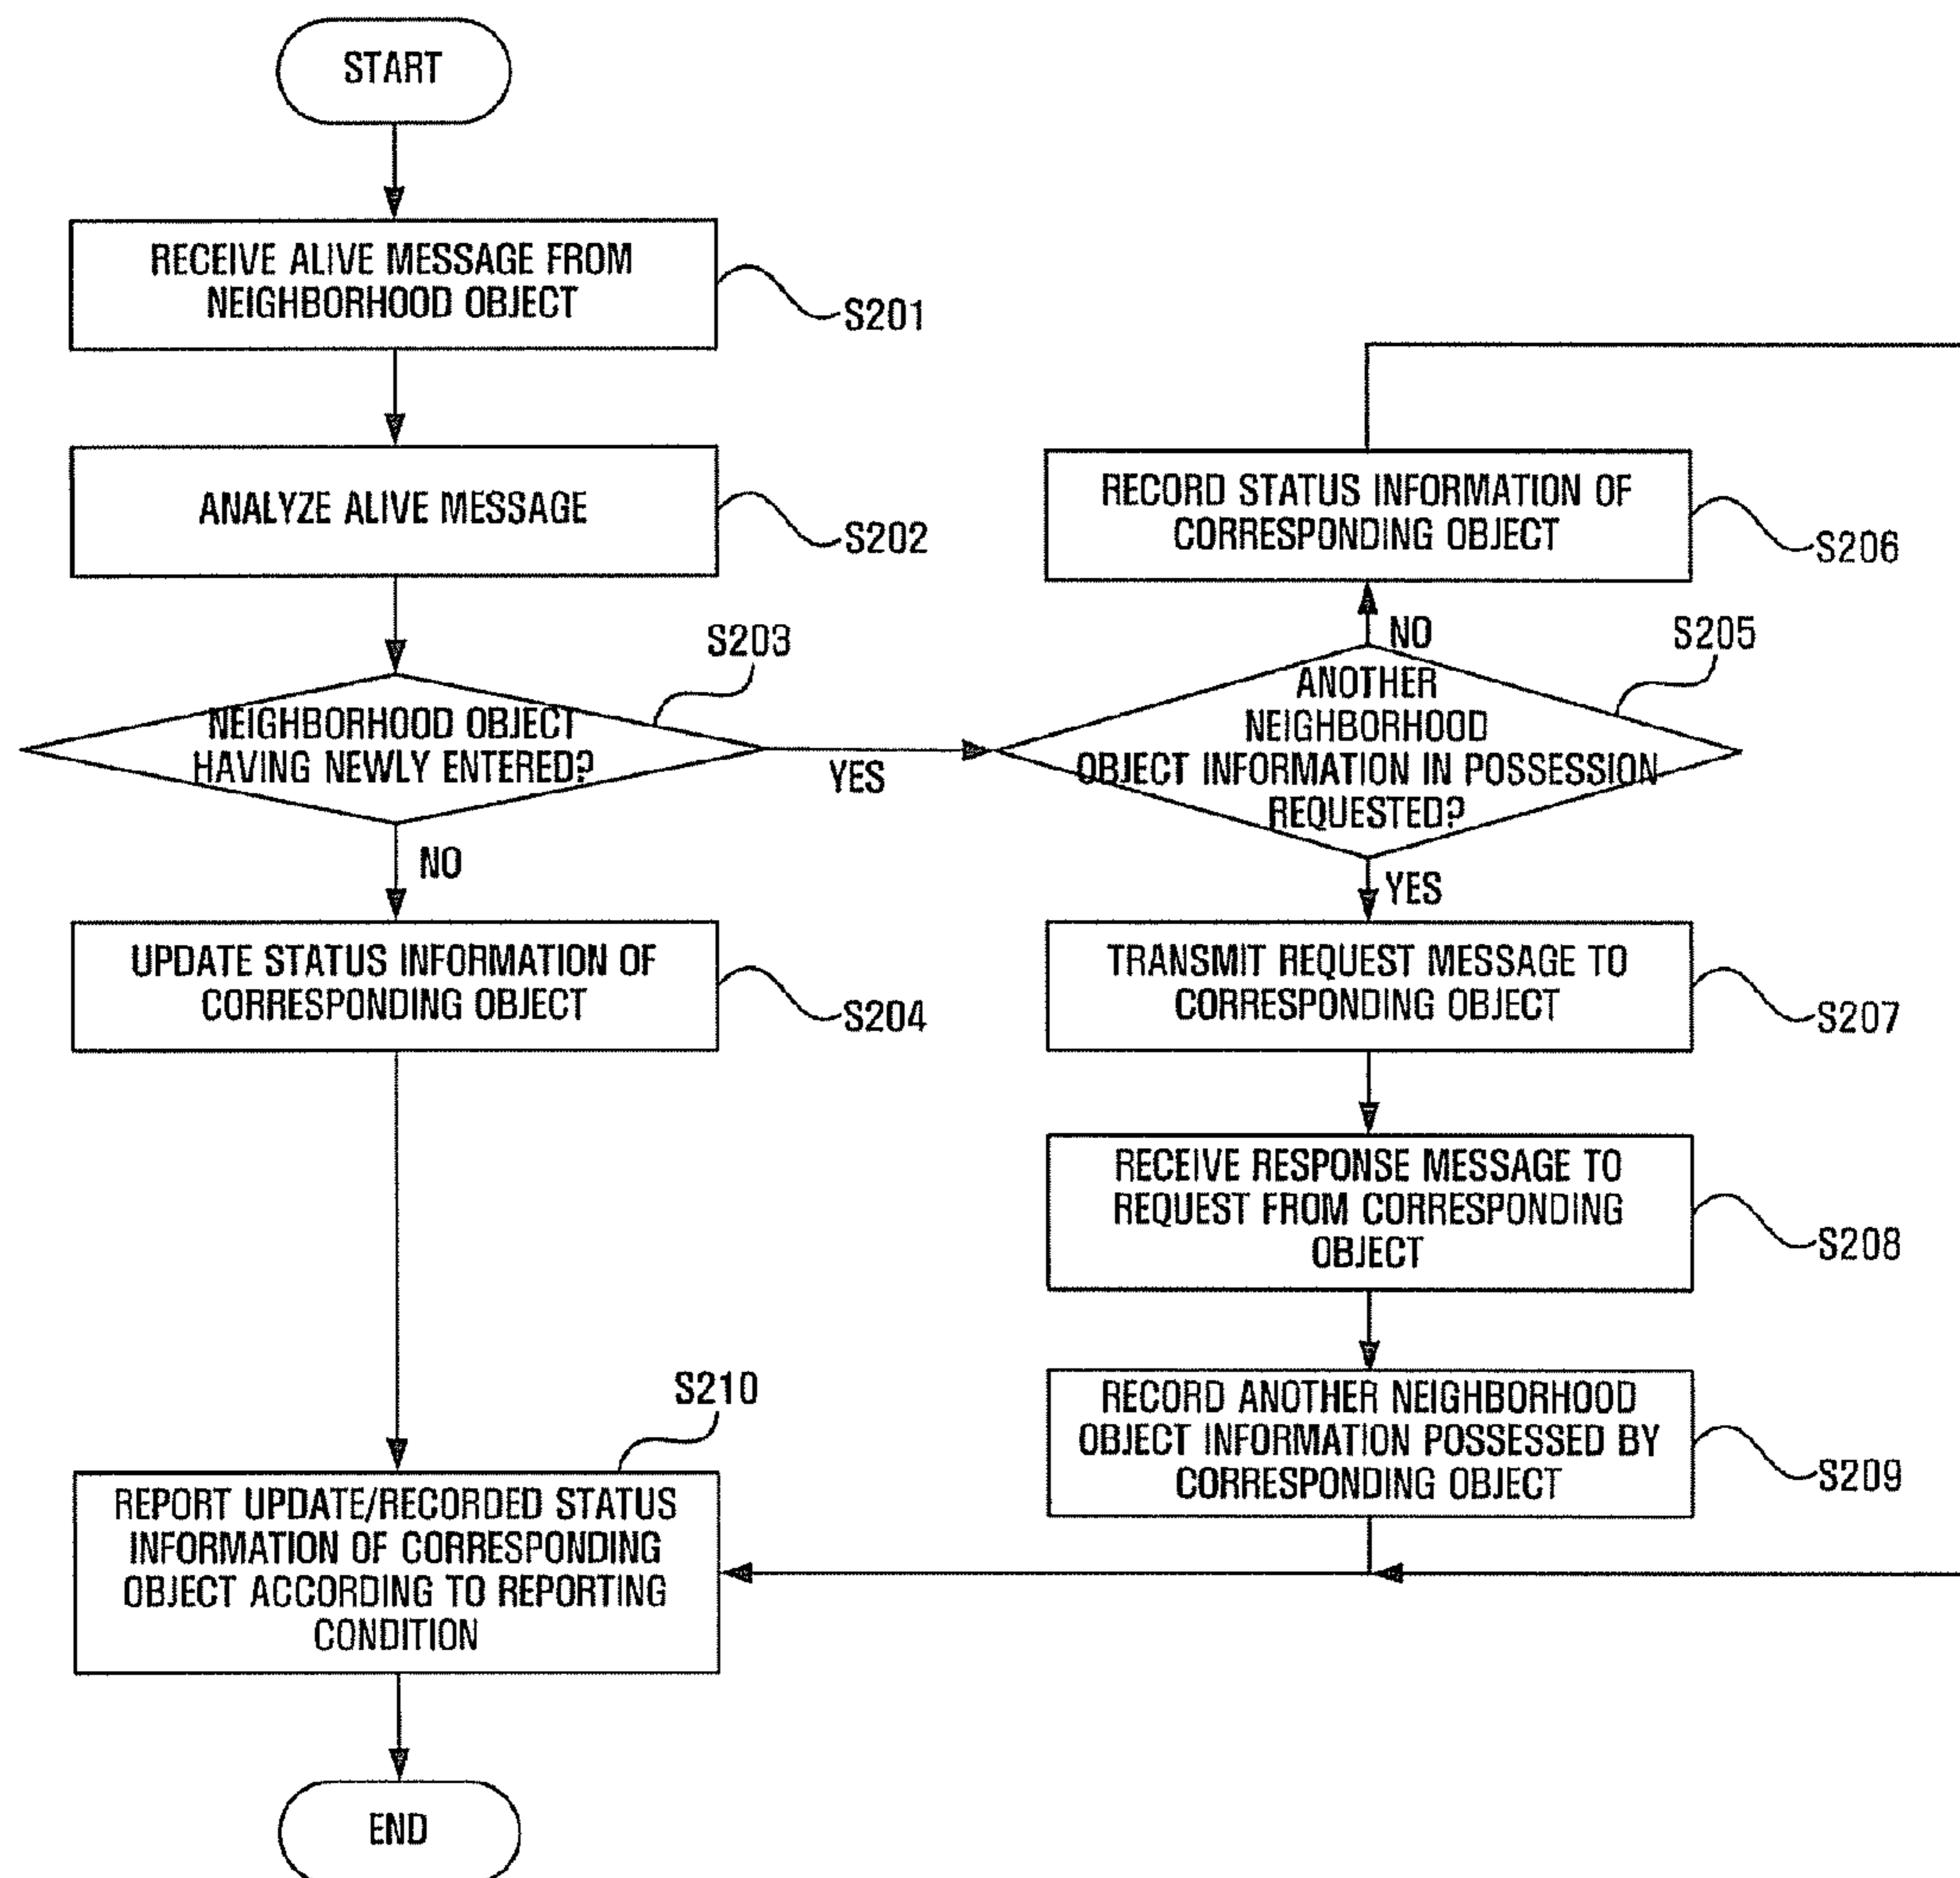 START
RECEIVE ALIVE MESSAGE FROM
NEIGHBORHOOD OBJECT
S201
ANALYZE ALIVE MESSAGE
S202
NEIGHBORHOOD OBJECT
HAVING NEWLY ENTERED?
S203
YES
NO
UPDATE STATUS INFORMATION OF
CORRESPONDING OBJECT
S204
RECORD STATUS INFORMATION OF
CORRESPONDING OBJECT
S206
NO
S205
ANOTHER
NEIGHBORHOOD
OBJECT INFORMATION IN POSSESSION
REQUESTED?
YES
TRANSMIT REQUEST MESSAGE TO
CORRESPONDING OBJECT
S207
RECEIVE RESPONSE MESSAGE TO
REQUEST FROM CORRESPONDING
OBJECT
S208
RECORD ANOTHER NEIGHBORHOOD
OBJECT INFORMATION POSSESSED BY
CORRESPONDING OBJECT
S209
S210
REPORT UPDATE/RECORDED STATUS
INFORMATION OF CORRESPONDING
OBJECT ACCORDING TO REPORTING
CONDITION
END